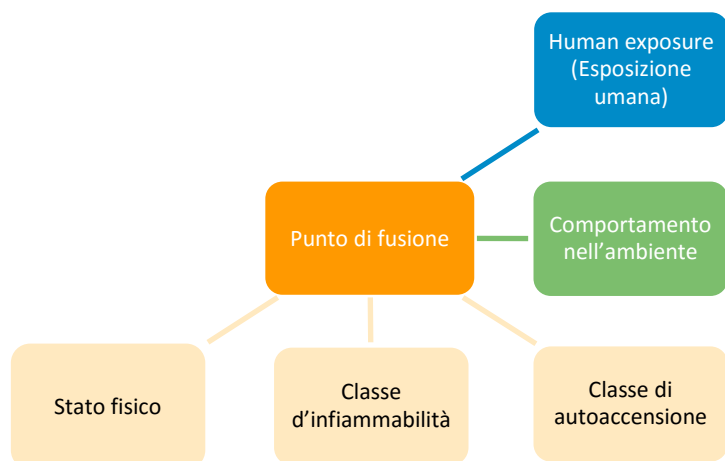 Human exposure
(Esposizione
umana)
Punto di fusione
Comportamento
nell’ambiente
Stato fisico
Classe
d’infiammabilità
Classe di
autoaccensione